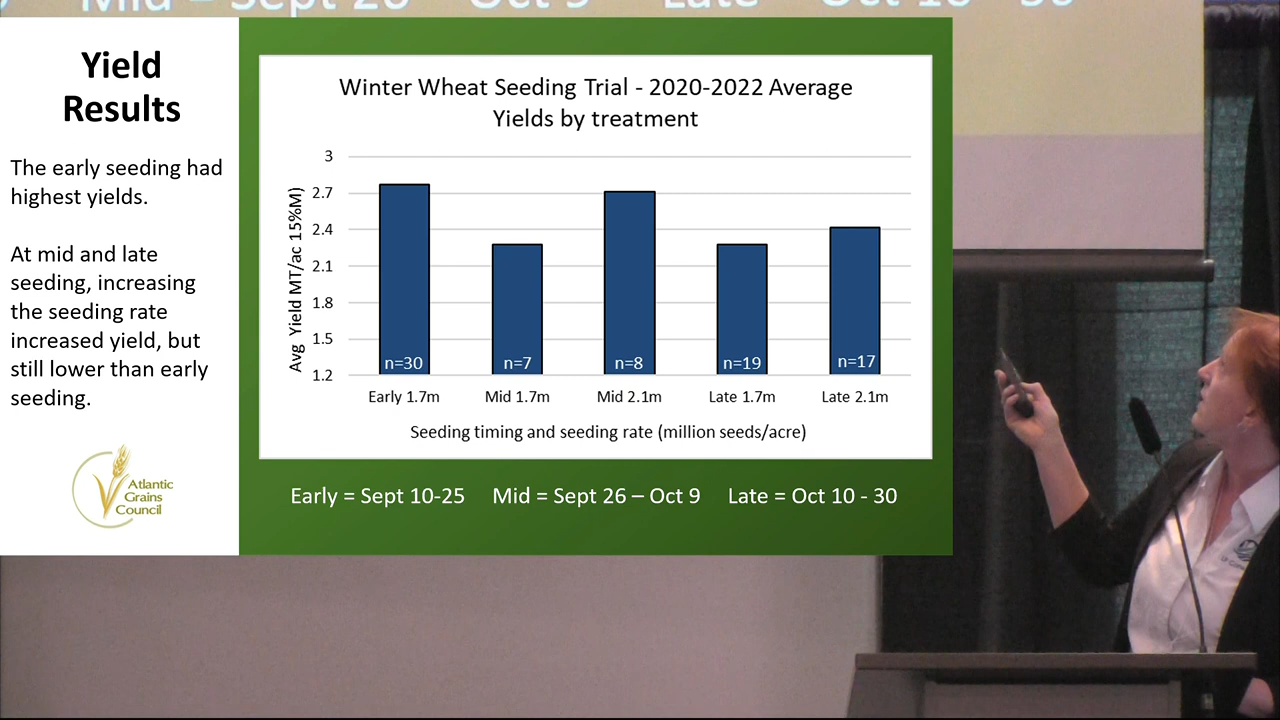 Mid = Sept 26 – Oct 9 Late = Oct 10 - 30
Yield
Results
The early seeding had
highest yields.
At mid and late
seeding, increasing
the seeding rate
increased yield, but
still lower than early
seeding.
Atlantic
Grains
Council
Winter Wheat Seeding Trial - 2020-2022 Average
Yields by treatment
Avg Yield MT/ac 15%M)
3
2.7
2.4
2.1
1.8
1.5
1.2
n=30 n=7 n=8 n=19 n=17
Early 1.7m Mid 1.7m Mid 2.1m Late 1.7m Late 2.1m
Seeding timing and seeding rate (million seeds/acre)
Early = Sept 10-25 Mid = Sept 26 – Oct 9 Late = Oct 10 - 30